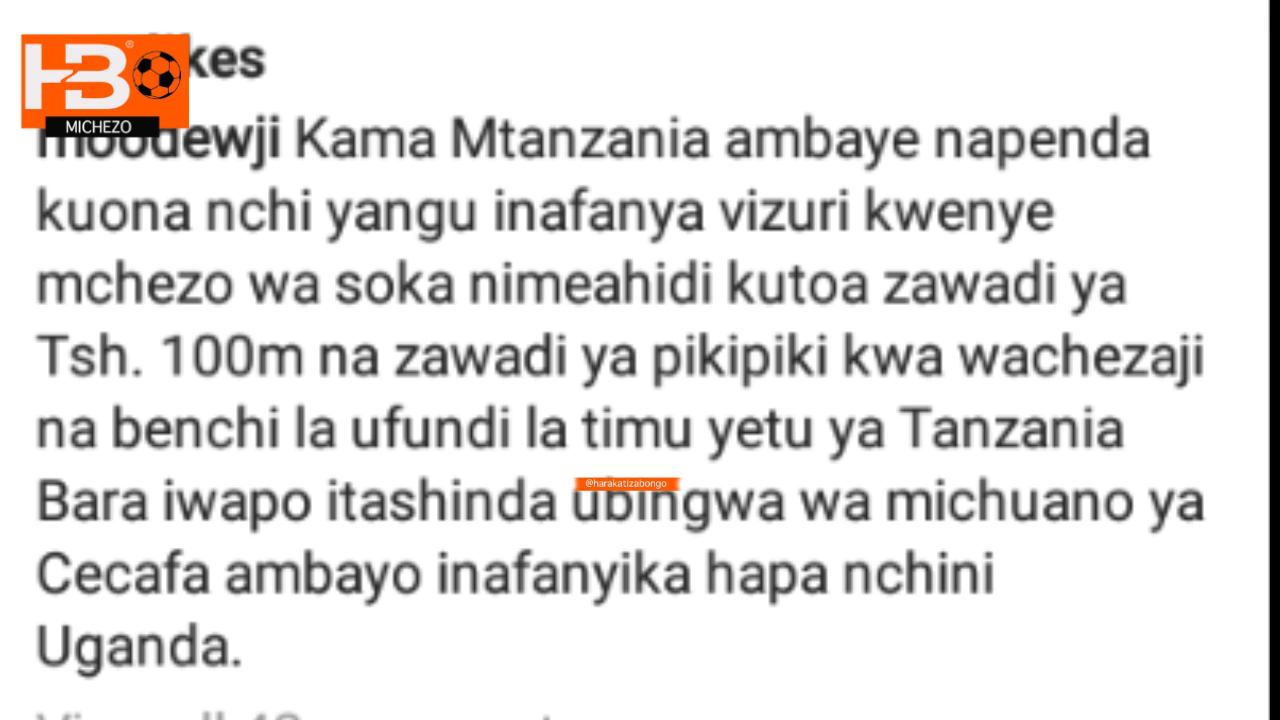 HBO
MICHEZO
kes
moodewji Kama Mtanzania ambaye napenda
kuona nchi yangu inafanya vizuri kwenye
mchezo wa soka nimeahidi kutoa zawadi ya
Tsh. 100m na zawadi ya pikipiki kwa wachezaji
na benchi la ufundi la timu yetu ya Tanzania
Bara iwapo itashinda ubingwa wa michuano ya
@harakatizabongo
Cecafa ambayo inafanyika hapa nchini
Uganda.